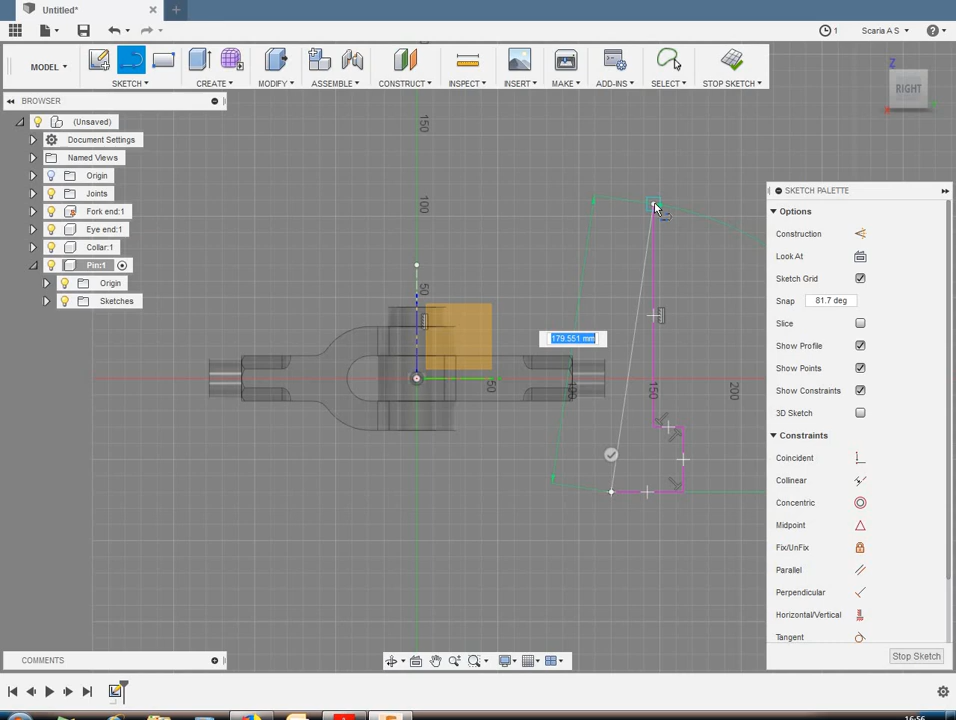 Untitled*
1
Scaria A S
MODEL
SKETCH
CREATE
MODIFY
ASSEMBLE
CONSTRUCT
INSPECT
INSERT
MAKE
ADD-INS
SELECT
STOP SKETCH
BROWSER
(Unsaved)
Document Settings
Named Views
Origin
Joints
Fork end:1
Eye end:1
Collar:1
Pin:1
Origin
Sketches
150
100
50
50
100
150
200
179.551 mm
Z
RIGHT
SKETCH PALETTE
Options
Construction
Look At
Sketch Grid
Snap
81.7 deg
Slice
Show Profile
Show Points
Show Constraints
3D Sketch
Constraints
Coincident
Collinear
Concentric
Midpoint
Fix/UnFix
Parallel
Perpendicular
Horizontal/Vertical
Tangent
Stop Sketch
COMMENTS
16:56